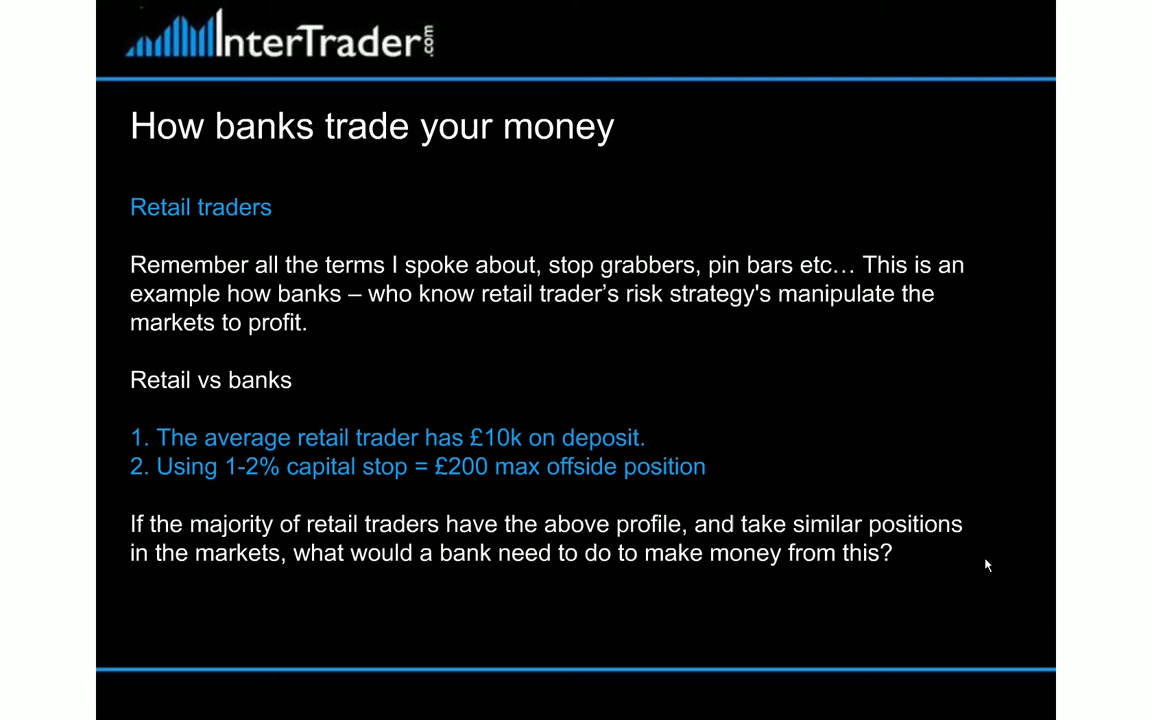 InterTrader.com
How banks trade your money
Retail traders
Remember all the terms I spoke about, stop grabbers, pin bars etc… This is an
example how banks – who know retail trader’s risk strategy's manipulate the
markets to profit.
Retail vs banks
1. The average retail trader has £10k on deposit.
2. Using 1-2% capital stop = £200 max offside position
If the majority of retail traders have the above profile, and take similar positions
in the markets, what would a bank need to do to make money from this?